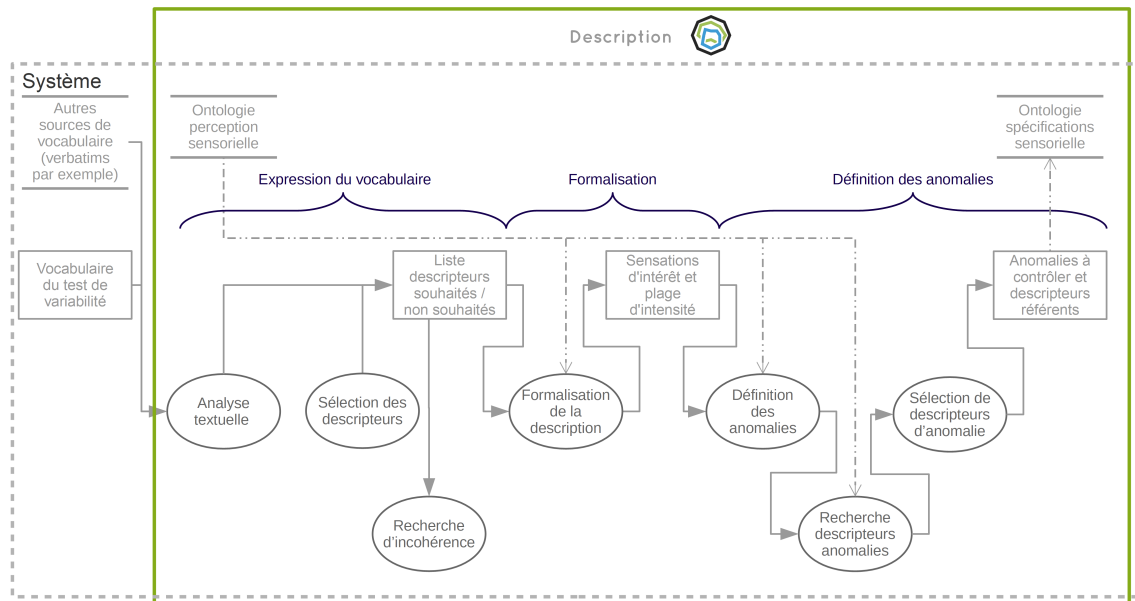 Description
Système
Autres
sources de
vocabulaire
(verbatims
par exemple)
Ontologie
perception
sensorielle
Ontologie
spécifications
sensorielle
Expression du vocabulaire
Formalisation
Définition des anomalies
Vocabulaire
du test de
variabilité
Liste
descripteurs
souhaités /
non souhaités
Sensations
d'intérêt et
plage
d'intensité
Anomalies à
contrôler et
descripteurs
référents
Analyse
textuelle
Sélection des
descripteurs
Formalisation
de la
description
Définition
des
anomalies
Sélection de
descripteurs
d’anomalie
Recherche
d’incohérence
Recherche
descripteurs
anomalies